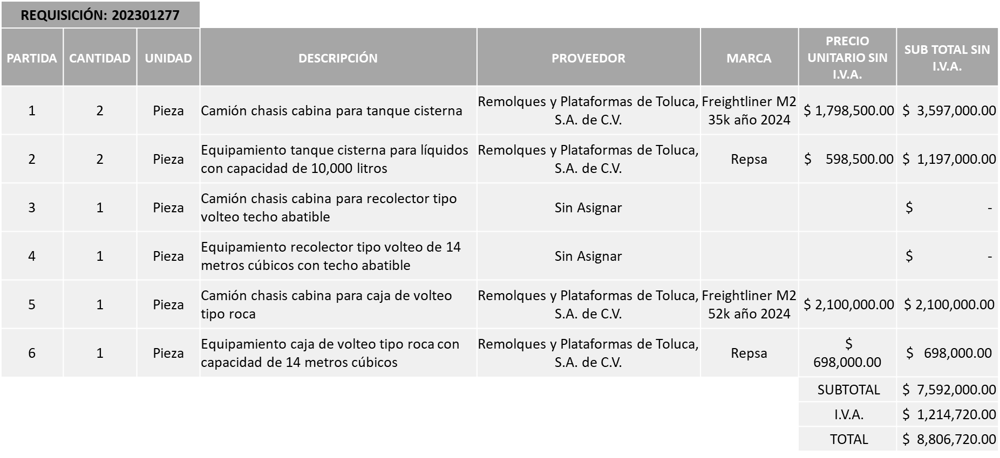 REQUISICIÓN: 202301277
PARTIDA CANTIDAD UNIDAD DESCRIPCIÓN PROVEEDOR MARCA PRECIO UNITARIO SIN I.V.A. SUB TOTAL SIN I.V.A.
1 2 Pieza Camión chasis cabina para tanque cisterna Remolques y Plataformas de Toluca, S.A. de C.V. Freightliner M2 35k año 2024 $ 1,798,500.00 $ 3,597,000.00
2 2 Pieza Equipamiento tanque cisterna para líquidos con capacidad de 10,000 litros Remolques y Plataformas de Toluca, S.A. de C.V. Repsa $ 598,500.00 $ 1,197,000.00
3 1 Pieza Camión chasis cabina para recolector tipo volteo techo abatible Sin Asignar $ -
4 1 Pieza Equipamiento recolector tipo volteo de 14 metros cúbicos con techo abatible Sin Asignar $ -
5 1 Pieza Camión chasis cabina para caja de volteo tipo roca Remolques y Plataformas de Toluca, S.A. de C.V. Freightliner M2 52k año 2024 $ 2,100,000.00 $ 2,100,000.00
6 1 Pieza Equipamiento caja de volteo tipo roca con capacidad de 14 metros cúbicos Remolques y Plataformas de Toluca, S.A. de C.V. Repsa $ 698,000.00 $ 698,000.00
SUBTOTAL $ 7,592,000.00
I.V.A. $ 1,214,720.00
TOTAL $ 8,806,720.00